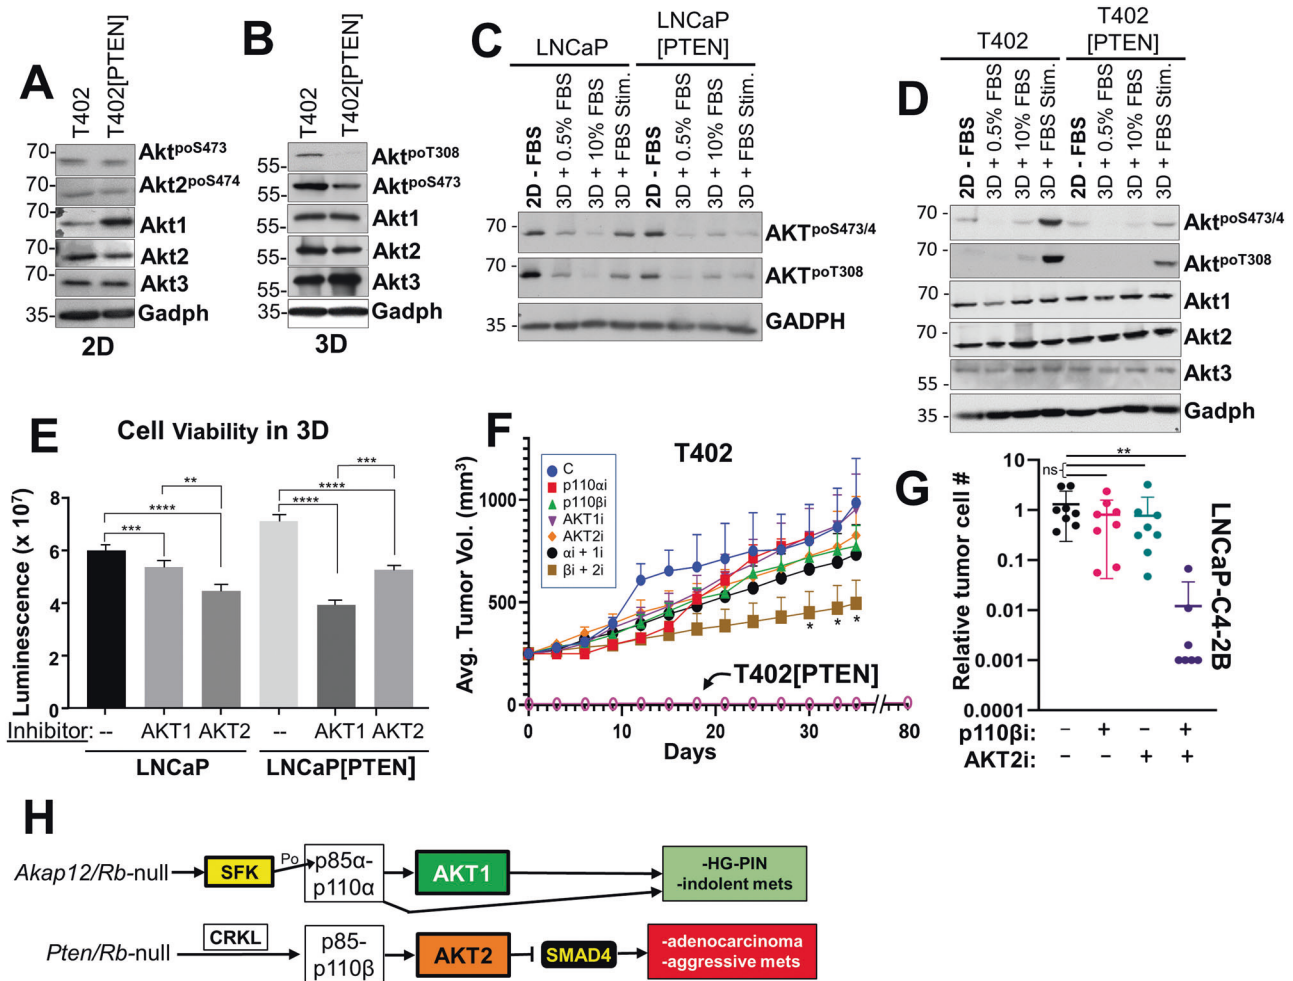 A
T402
T402[PTEN]
70-
Akt^poS473
70-
Akt2^poS474
70-
Akt1
70-
Akt2
70-
Akt3
35-
Gadph
2D
B
T402
T402[PTEN]
55-
Akt^poT308
55-
Akt^poS473
55-
Akt1
55-
Akt2
55-
Akt3
35-
Gadph
3D
C
LNCaP
LNCaP
[PTEN]
2D - FBS
3D + 0.5% FBS
3D + 10% FBS
3D + FBS Stim.
2D - FBS
3D + 0.5% FBS
3D + 10% FBS
3D + FBS Stim.
70 -
AKT^poS473/4
70 -
AKT^poT308
35 -
GADPH
D
T402
T402
[PTEN]
2D - FBS
3D + 0.5% FBS
3D + 10% FBS
3D + FBS Stim.
2D - FBS
3D + 0.5% FBS
3D + 10% FBS
3D + FBS Stim.
70 -
Akt^poS473/4
70 -
Akt^poT308
70 -
Akt1
70 -
Akt2
Akt3
55 -
35 -
Gadph
E
Cell Viability in 3D
Luminescence (x 10^7)
8
6
4
2
0
***
****
**
****
****
***
Inhibitor: -- AKT1 AKT2 -- AKT1 AKT2
LNCaP LNCaP[PTEN]
F
T402
Avg. Tumor Vol. (mm³)
1000
500
0
C
p110αi
p110βi
AKT1i
AKT2i
αi + 1i
βi + 2i
* * *
T402[PTEN]
0 10 20 30 80
Days
G
Relative tumor cell #
10
1
0.1
0.01
0.001
0.0001
**
ns
LNCaP-C4-2B
p110βi: - + - +
AKT2i: - - + +
H
Akap12/Rb-null
SFK
Po
p85α-
p110α
AKT1
-HG-PIN
-indolent mets
Pten/Rb-null
CRKL
p85-
p110β
AKT2
SMAD4
-adenocarcinoma
-aggressive mets